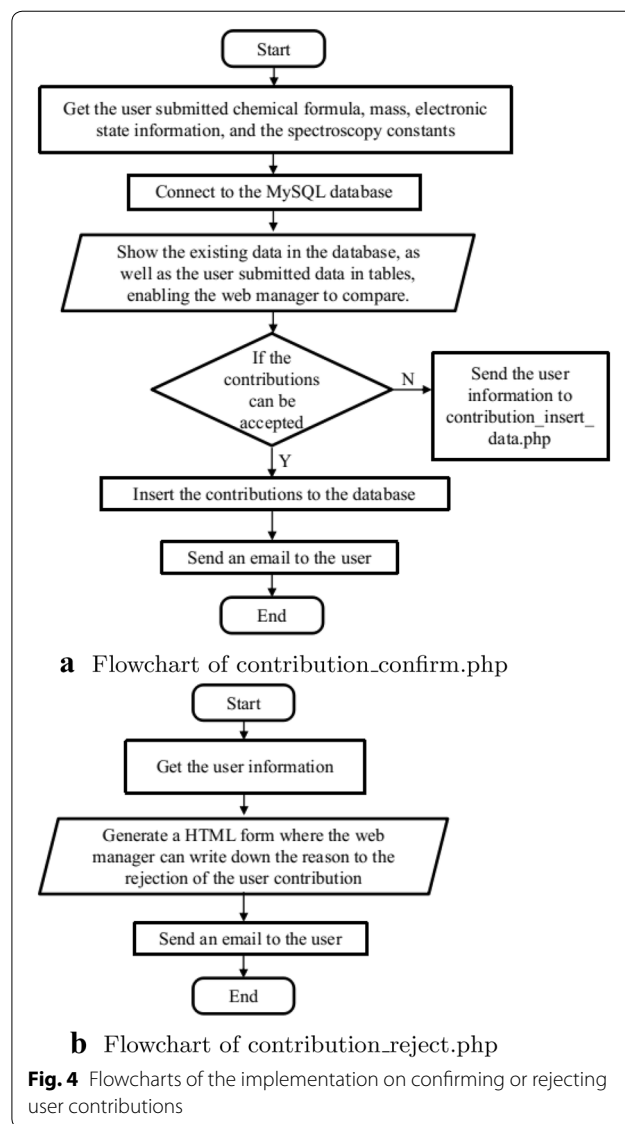 Start
Get the user submitted chemical formula, mass, electronic
state information, and the spectroscopy constants
Connect to the MySQL database
Show the existing data in the database, as
well as the user submitted data in tables,
enabling the web manager to compare.
If the
contributions
can be
accepted
N
Send the user
information to
contribution_insert_
data.php
Y
Insert the contributions to the database
Send an email to the user
End
a Flowchart of contribution_confirm.php
Start
Get the user information
Generate a HTML form where the web
manager can write down the reason to the
rejection of the user contribution
Send an email to the user
End
b Flowchart of contribution_reject.php
Fig. 4 Flowcharts of the implementation on confirming or rejecting
user contributions